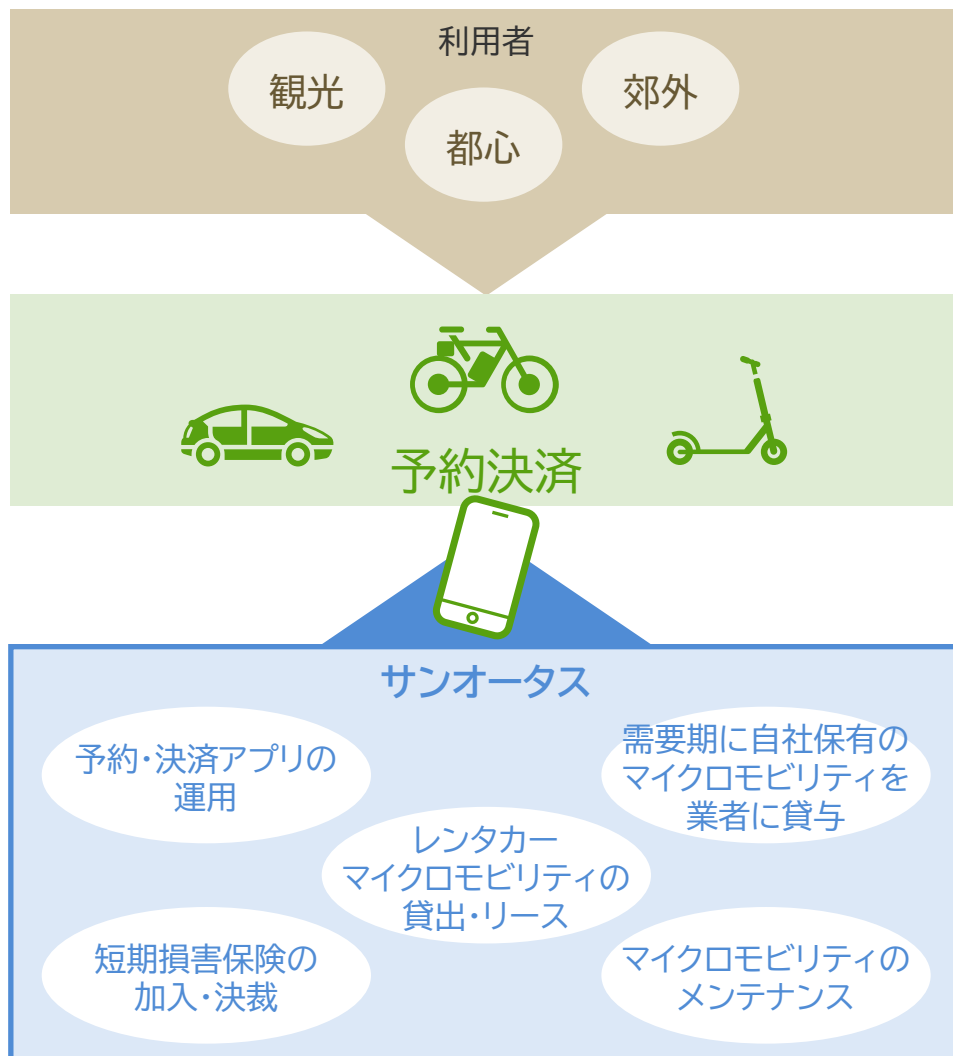 利用者
観光
都心
郊外
予約決済
サンオータス
予約・決済アプリの
運用
需要期に自社保有の
マイクロモビリティを
業者に貸与
レンタカー
マイクロモビリティの
貸出・リース
短期損害保険の
加入・決裁
マイクロモビリティの
メンテナンス